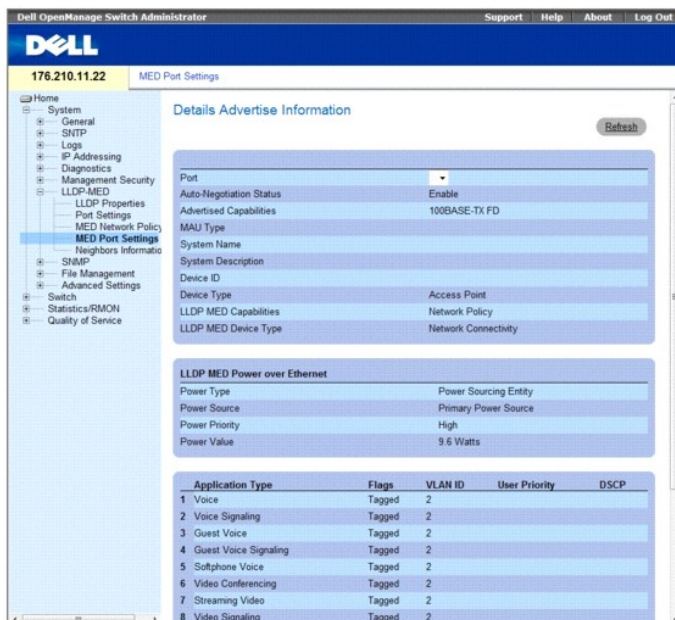 Dell OpenManage Switch Administrator
Support Help About Log Out
DELL
176.210.11.22 MED Port Settings
Home
System
General
SNTP
Logs
IP Addressing
Diagnostics
Management Security
LLDP-MED
LLDP Properties
Port Settings
MED Network Policy
MED Port Settings
Neighbors Informatio
SNMP
File Management
Advanced Settings
Switch
Statistics/RMON
Quality of Service
Details Advertise Information
Refresh
Port
Auto-Negotiation Status Enable
Advertised Capabilities 100BASE-TX FD
MAU Type
System Name
System Description
Device ID
Device Type Access Point
LLDP MED Capabilities Network Policy
LLDP MED Device Type Network Connectivity
LLDP MED Power over Ethernet
Power Type Power Sourcing Entity
Power Source Primary Power Source
Power Priority High
Power Value 9.6 Watts
Application Type Flags VLAN ID User Priority DSCP
1 Voice Tagged 2
2 Voice Signaling Tagged 2
3 Guest Voice Tagged 2
4 Guest Voice Signaling Tagged 2
5 Softphone Voice Tagged 2
6 Video Conferencing Tagged 2
7 Streaming Video Tagged 2
8 Video Signaling Tagged 2